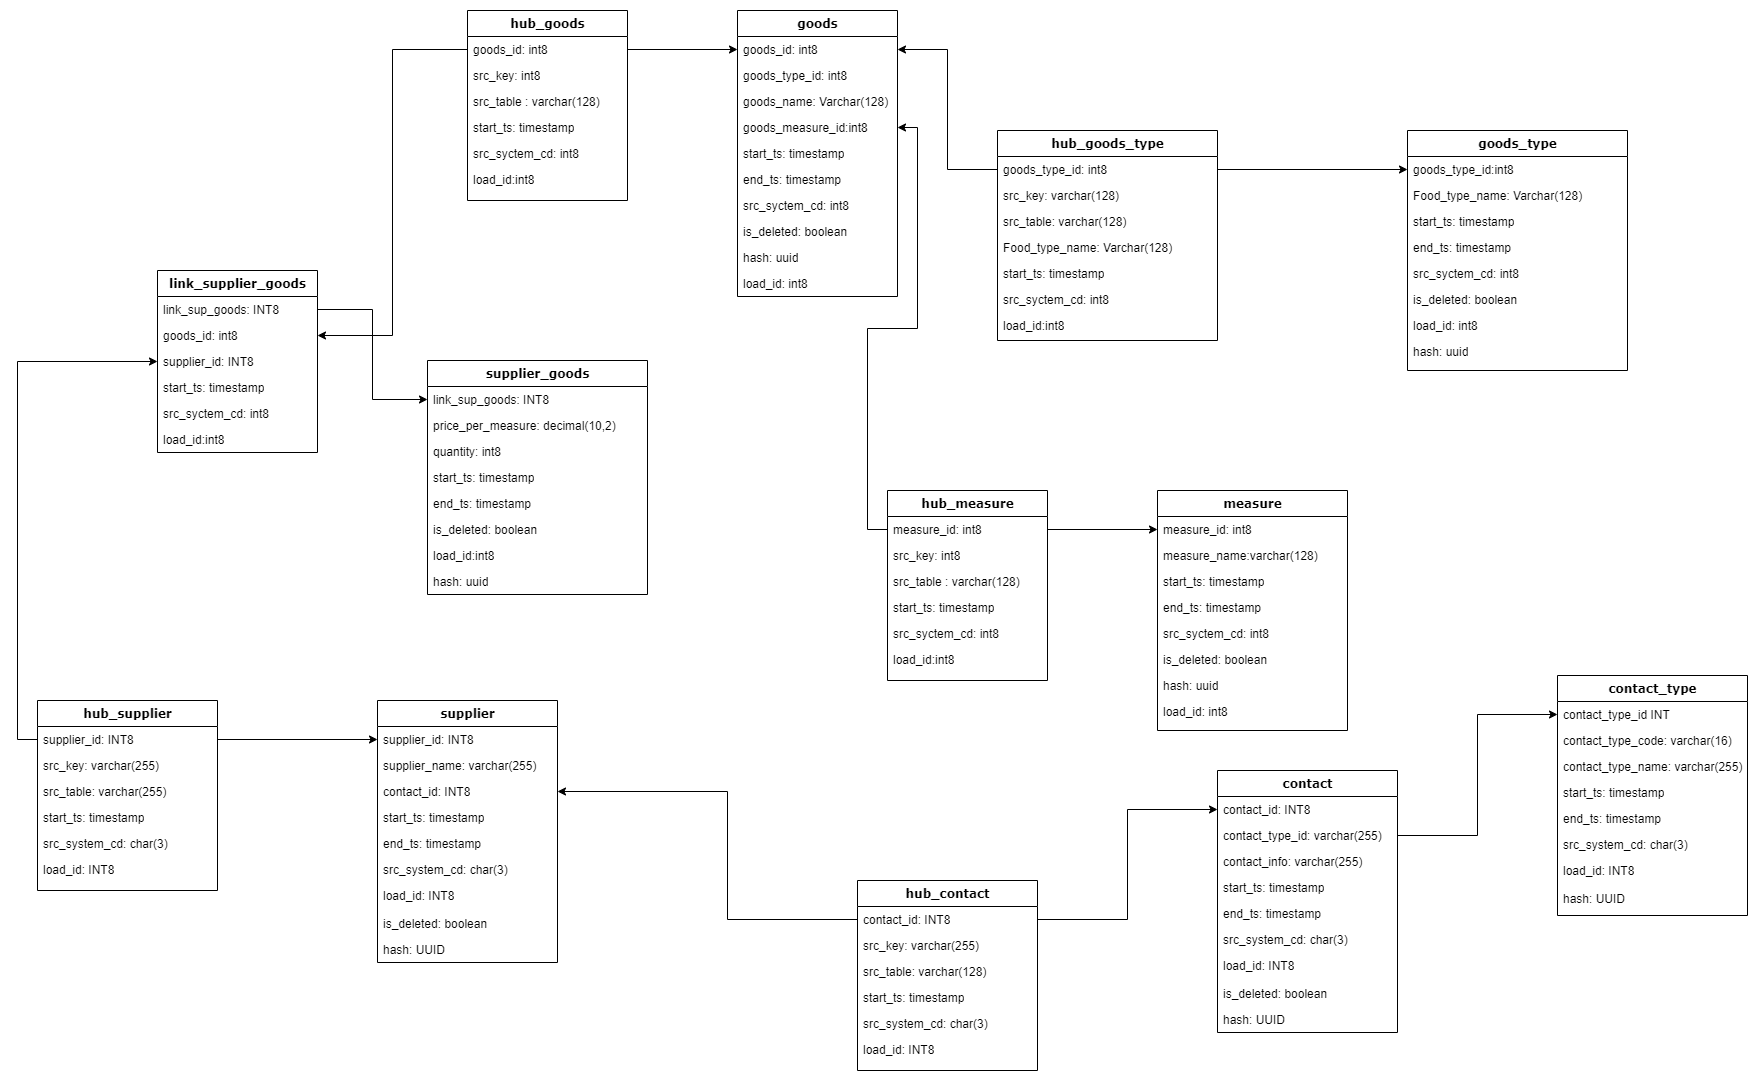 hub_goods
goods_id: int8
src_key: int8
src_table : varchar(128)
start_ts: timestamp
src_syctem_cd: int8
load_id:int8
goods
goods_id: int8
goods_type_id: int8
goods_name: Varchar(128)
goods_measure_id:int8
start_ts: timestamp
end_ts: timestamp
src_syctem_cd: int8
is_deleted: boolean
hash: uuid
load_id: int8
hub_goods_type
goods_type_id: int8
src_key: varchar(128)
src_table: varchar(128)
Food_type_name: Varchar(128)
start_ts: timestamp
src_syctem_cd: int8
load_id:int8
goods_type
goods_type_id:int8
Food_type_name: Varchar(128)
start_ts: timestamp
end_ts: timestamp
src_syctem_cd: int8
is_deleted: boolean
load_id: int8
hash: uuid
link_supplier_goods
link_sup_goods: INT8
goods_id: int8
supplier_id: INT8
start_ts: timestamp
src_syctem_cd: int8
load_id:int8
supplier_goods
link_sup_goods: INT8
price_per_measure: decimal(10,2)
quantity: int8
start_ts: timestamp
end_ts: timestamp
is_deleted: boolean
load_id:int8
hash: uuid
hub_measure
measure_id: int8
src_key: int8
src_table : varchar(128)
start_ts: timestamp
src_syctem_cd: int8
load_id:int8
measure
measure_id: int8
measure_name:varchar(128)
start_ts: timestamp
end_ts: timestamp
src_syctem_cd: int8
is_deleted: boolean
hash: uuid
load_id: int8
hub_supplier
supplier_id: INT8
src_key: varchar(255)
src_table: varchar(255)
start_ts: timestamp
src_system_cd: char(3)
load_id: INT8
supplier
supplier_id: INT8
supplier_name: varchar(255)
contact_id: INT8
start_ts: timestamp
end_ts: timestamp
src_system_cd: char(3)
load_id: INT8
is_deleted: boolean
hash: UUID
hub_contact
contact_id: INT8
src_key: varchar(255)
src_table: varchar(128)
start_ts: timestamp
src_system_cd: char(3)
load_id: INT8
contact
contact_id: INT8
contact_type_id: varchar(255)
contact_info: varchar(255)
start_ts: timestamp
end_ts: timestamp
src_system_cd: char(3)
load_id: INT8
is_deleted: boolean
hash: UUID
contact_type
contact_type_id INT
contact_type_code: varchar(16)
contact_type_name: varchar(255)
start_ts: timestamp
end_ts: timestamp
src_system_cd: char(3)
load_id: INT8
hash: UUID